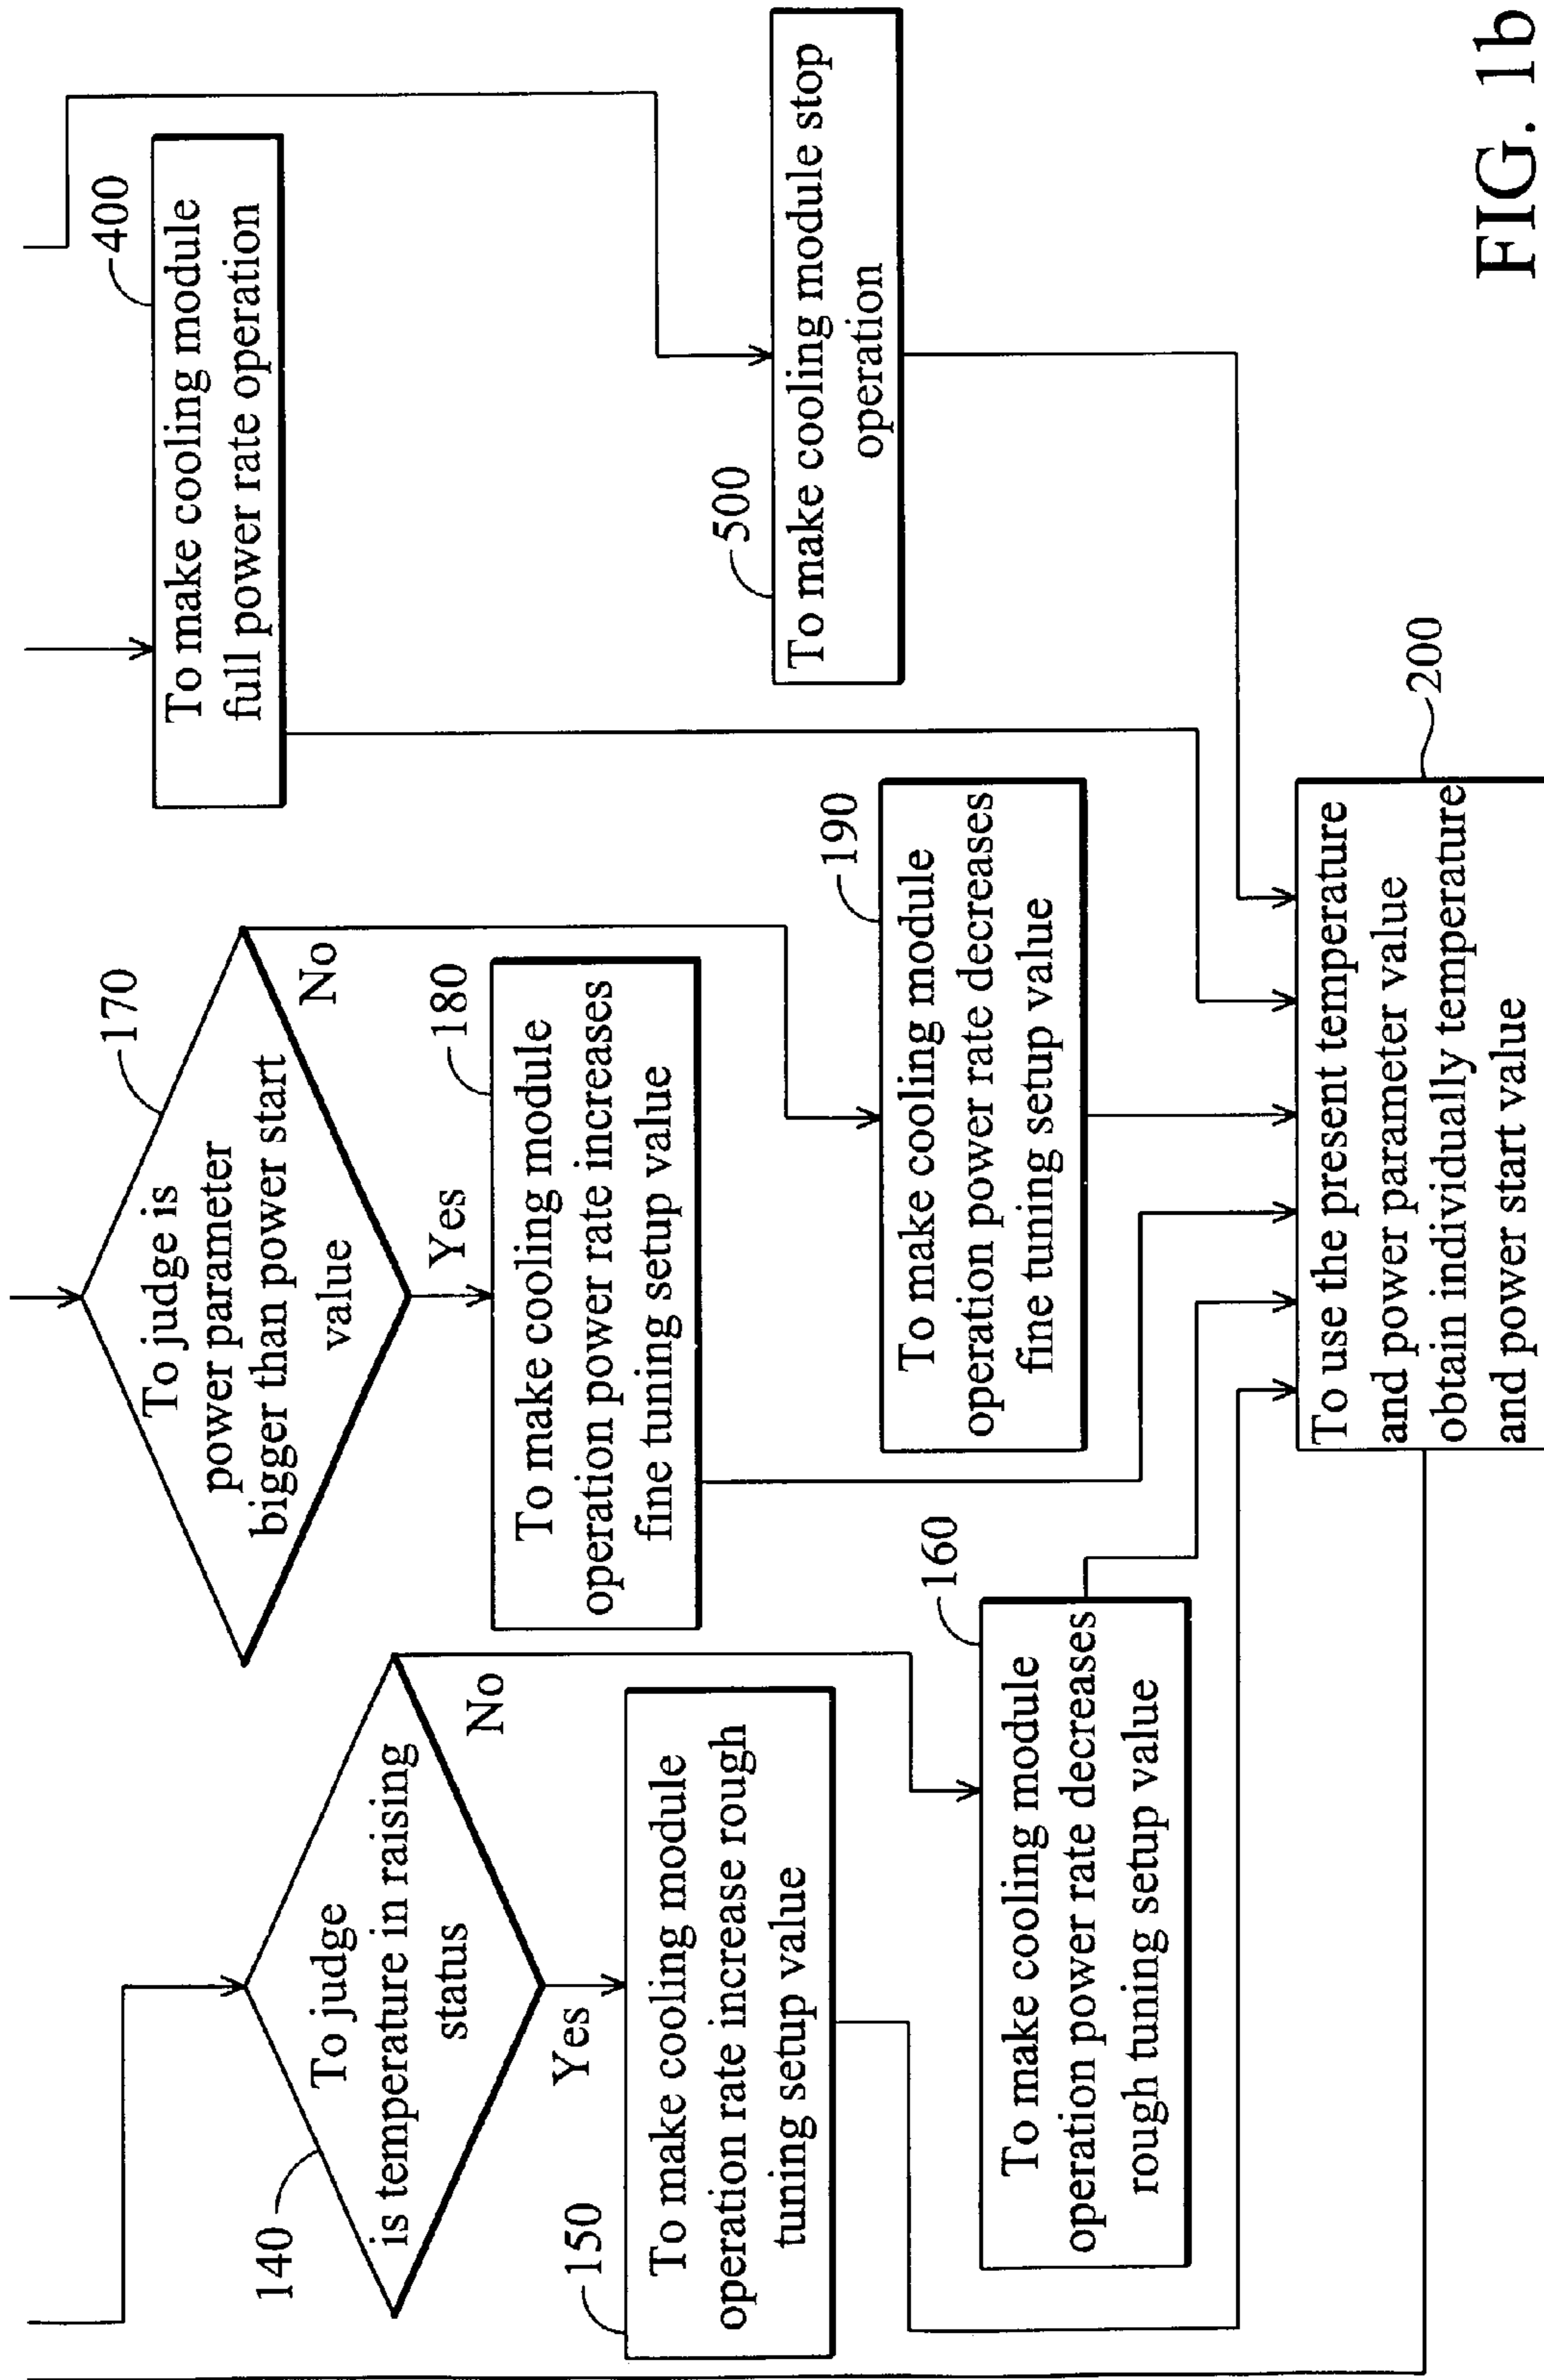 140
To judge
is temperature in raising
status
Yes
No
150
To make cooling module
operation rate increase rough
tuning setup value
160
To make cooling module
operation power rate decreases
rough tuning setup value
170
To judge is
power parameter
bigger than power start
value
Yes
No
180
To make cooling module
operation power rate increases
fine tuning setup value
190
To make cooling module
operation power rate decreases
fine tuning setup value
400
To make cooling module
full power rate operation
500
To make cooling module stop
operation
200
To use the present temperature
and power parameter value
obtain individually temperature
and power start value
FIG. 1b